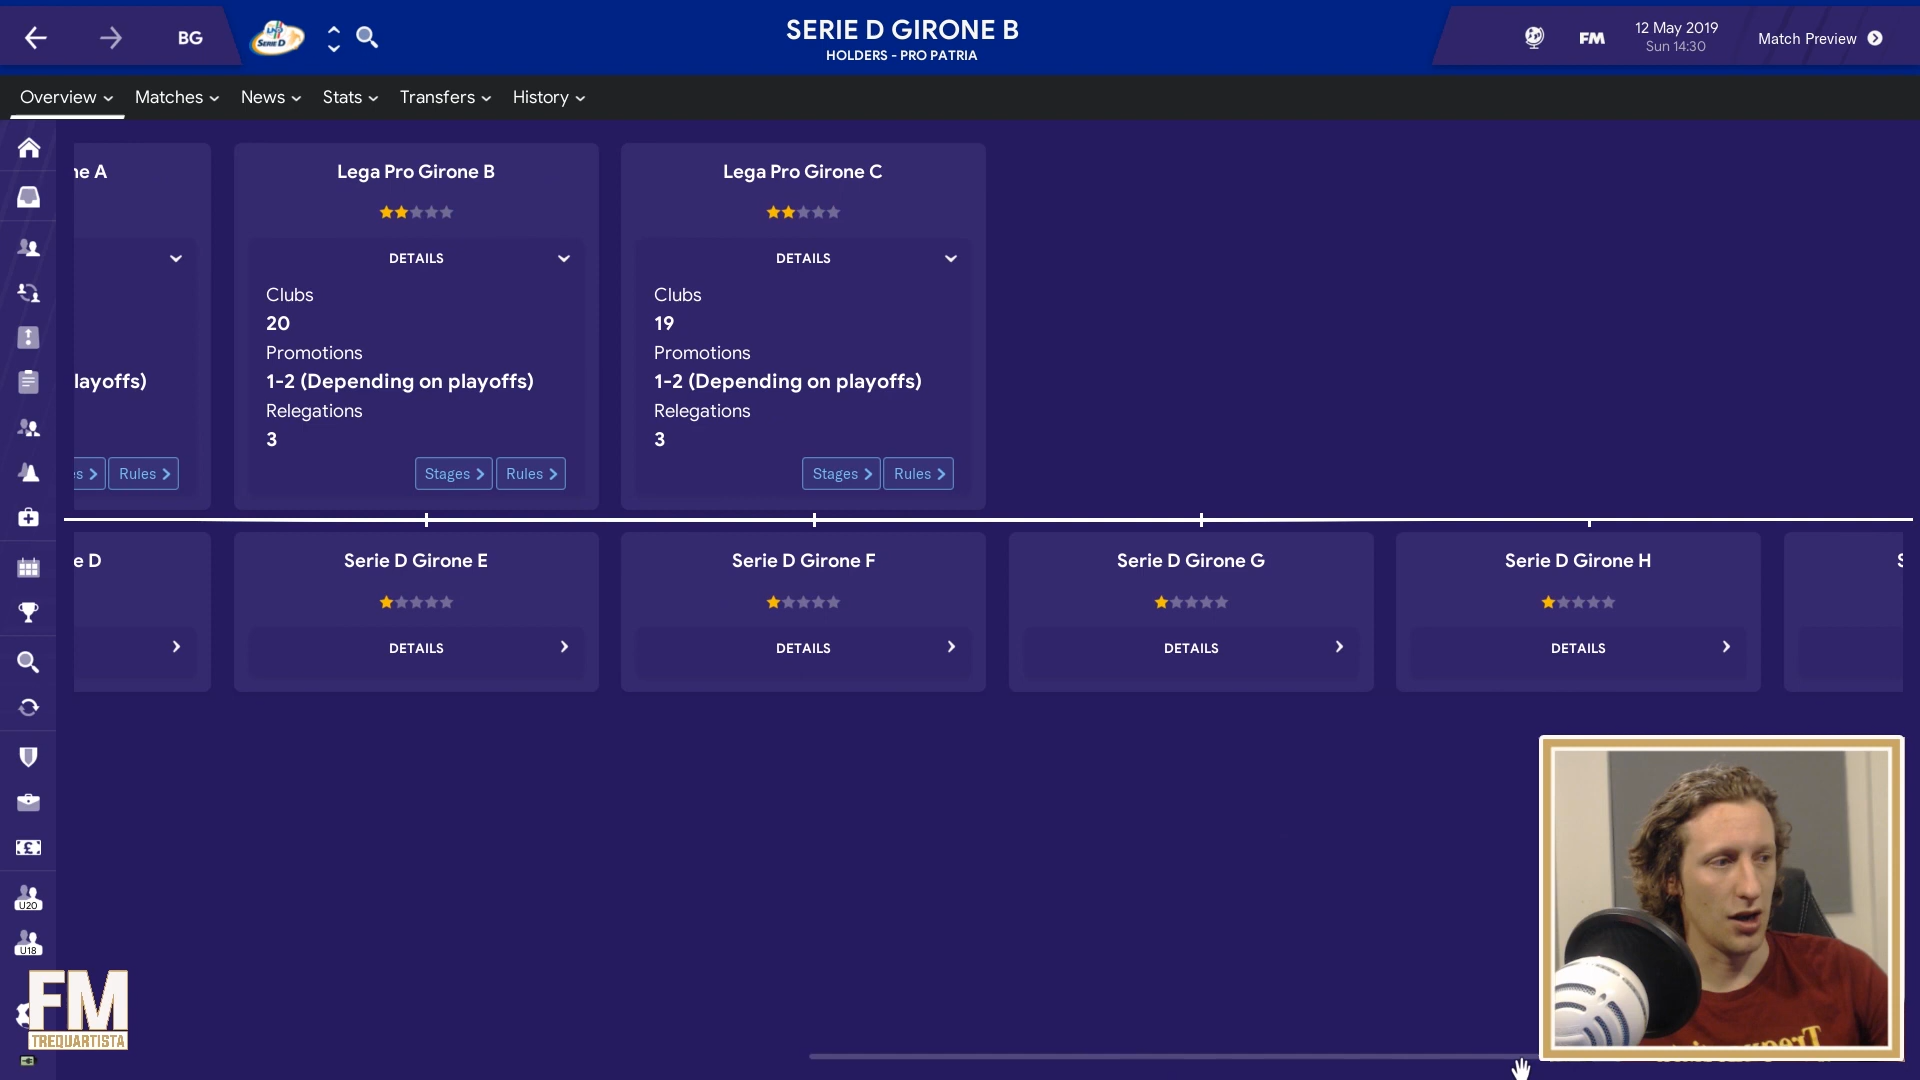 BG
SERIE D
SERIE D GIRONE B
HOLDERS - PRO PATRIA
FM
12 May 2019
Sun 14:30
Match Preview
Overview
Matches
News
Stats
Transfers
History
ne A
Lega Pro Girone B
Lega Pro Girone C
DETAILS
DETAILS
Clubs
Clubs
20
19
Promotions
Promotions
layoffs)
1-2 (Depending on playoffs)
1-2 (Depending on playoffs)
Relegations
Relegations
3
3
es
Rules
Stages
Rules
Stages
Rules
e D
Serie D Girone E
Serie D Girone F
Serie D Girone G
Serie D Girone H
S
DETAILS
DETAILS
DETAILS
DETAILS
£
U20
U18
FM
TREQUARTISTA